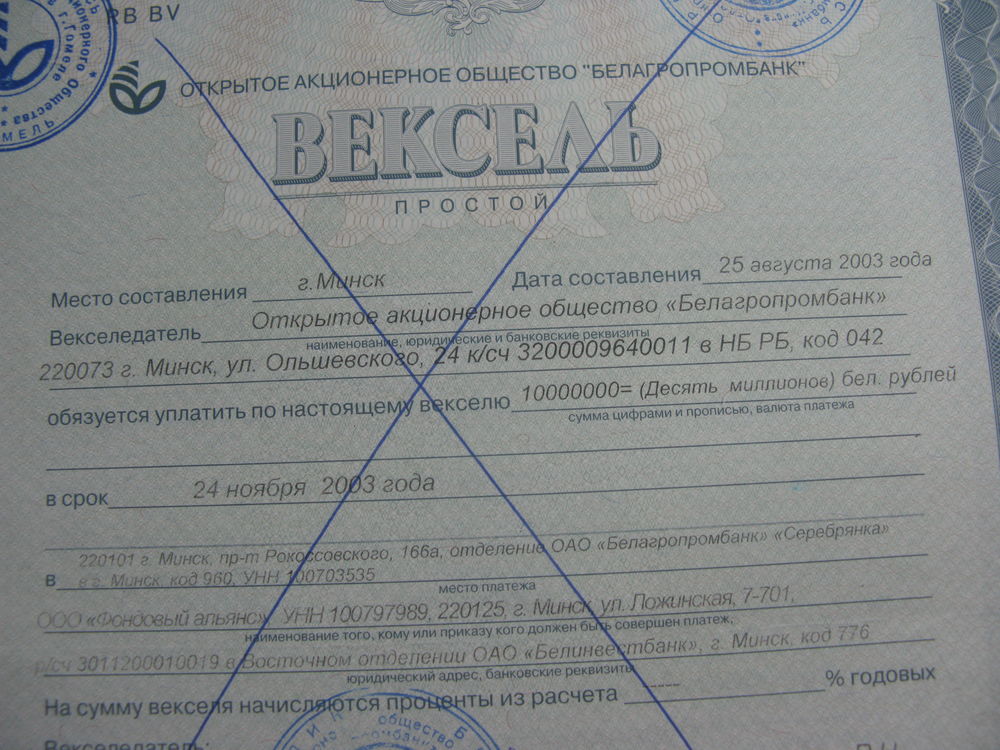 RB BV
ОТКРЫТОЕ АКЦИОНЕРНОЕ ОБЩЕСТВО "БЕЛАГРОПРОМБАНК"
ВЕКСЕЛЬ
ПРОСТОЙ
Место составления г.Минск Дата составления 25 августа 2003 года
Векселедатель Открытое акционерное общество «Белагропромбанк»
наименование, юридические и банковские реквизиты
220073 г. Минск, ул. Ольшевского, 24 к/сч 3200009640011 в НБ РБ, код 042
обязуется уплатить по настоящему векселю 10000000= (Десять миллионов) бел. рублей
сумма цифрами и прописью, валюта платежа
в срок 24 ноября 2003 года
220101 г. Минск, пр-т Рокоссовского, 166а, отделение ОАО «Белагропромбанк» «Серебрянка»
в в г. Минск, код 960, УНН 100703535
место платежа
ООО «Фондовый альянс», УНН 100797989, 220125, г. Минск, ул. Ложинская, 7-701,
наименование того, кому или приказу кого должен быть совершен платеж,
р/сч 3011200010019 в Восточном отделении ОАО «Белинвестбанк», г. Минск, код 776
юридический адрес, банковские реквизиты
На сумму векселя начисляются проценты из расчета ---- % годовых
Векселедатель: